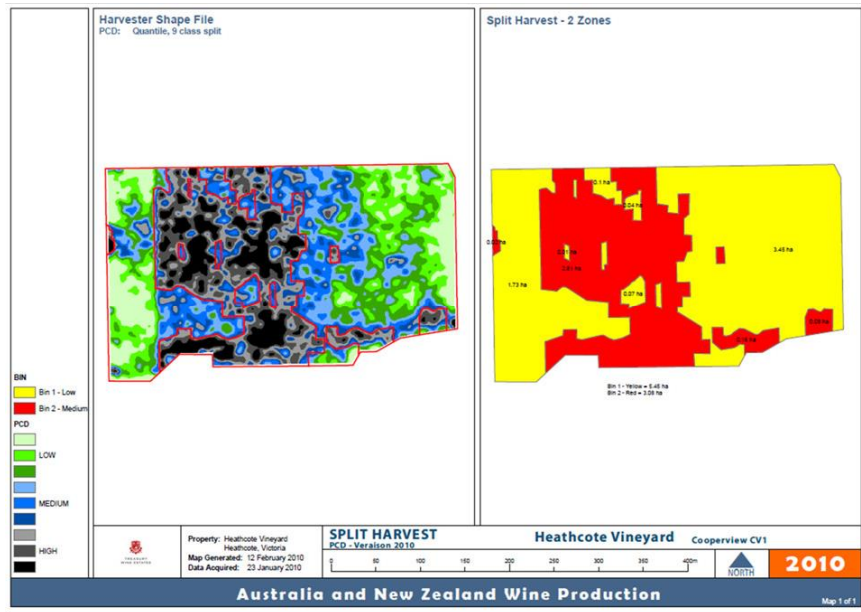 Harvester Shape File
PCD: Quantile, 9 class split
Split Harvest - 2 Zones
0.1 ha
0.04 ha
3.45 ha
1.73 ha
0.07 ha
Bin 1 - Yellow = 5.45 ha
Bin 2 - Red = 3.08 ha
BIN
Bin 1 - Low
Bin 2 - Medium
PCD
LOW
MEDIUM
HIGH
TREASURY
WINE ESTATES
Property: Heathcote Vineyard
Heathcote, Victoria
Map Generated: 12 February 2010
Data Acquired: 23 January 2010
SPLIT HARVEST
PCD - Veraison 2010
Heathcote Vineyard Cooperview CV1
0 50 100 150 200 250 300 350 400m
NORTH
2010
Australia and New Zealand Wine Production
Map 1 of 1